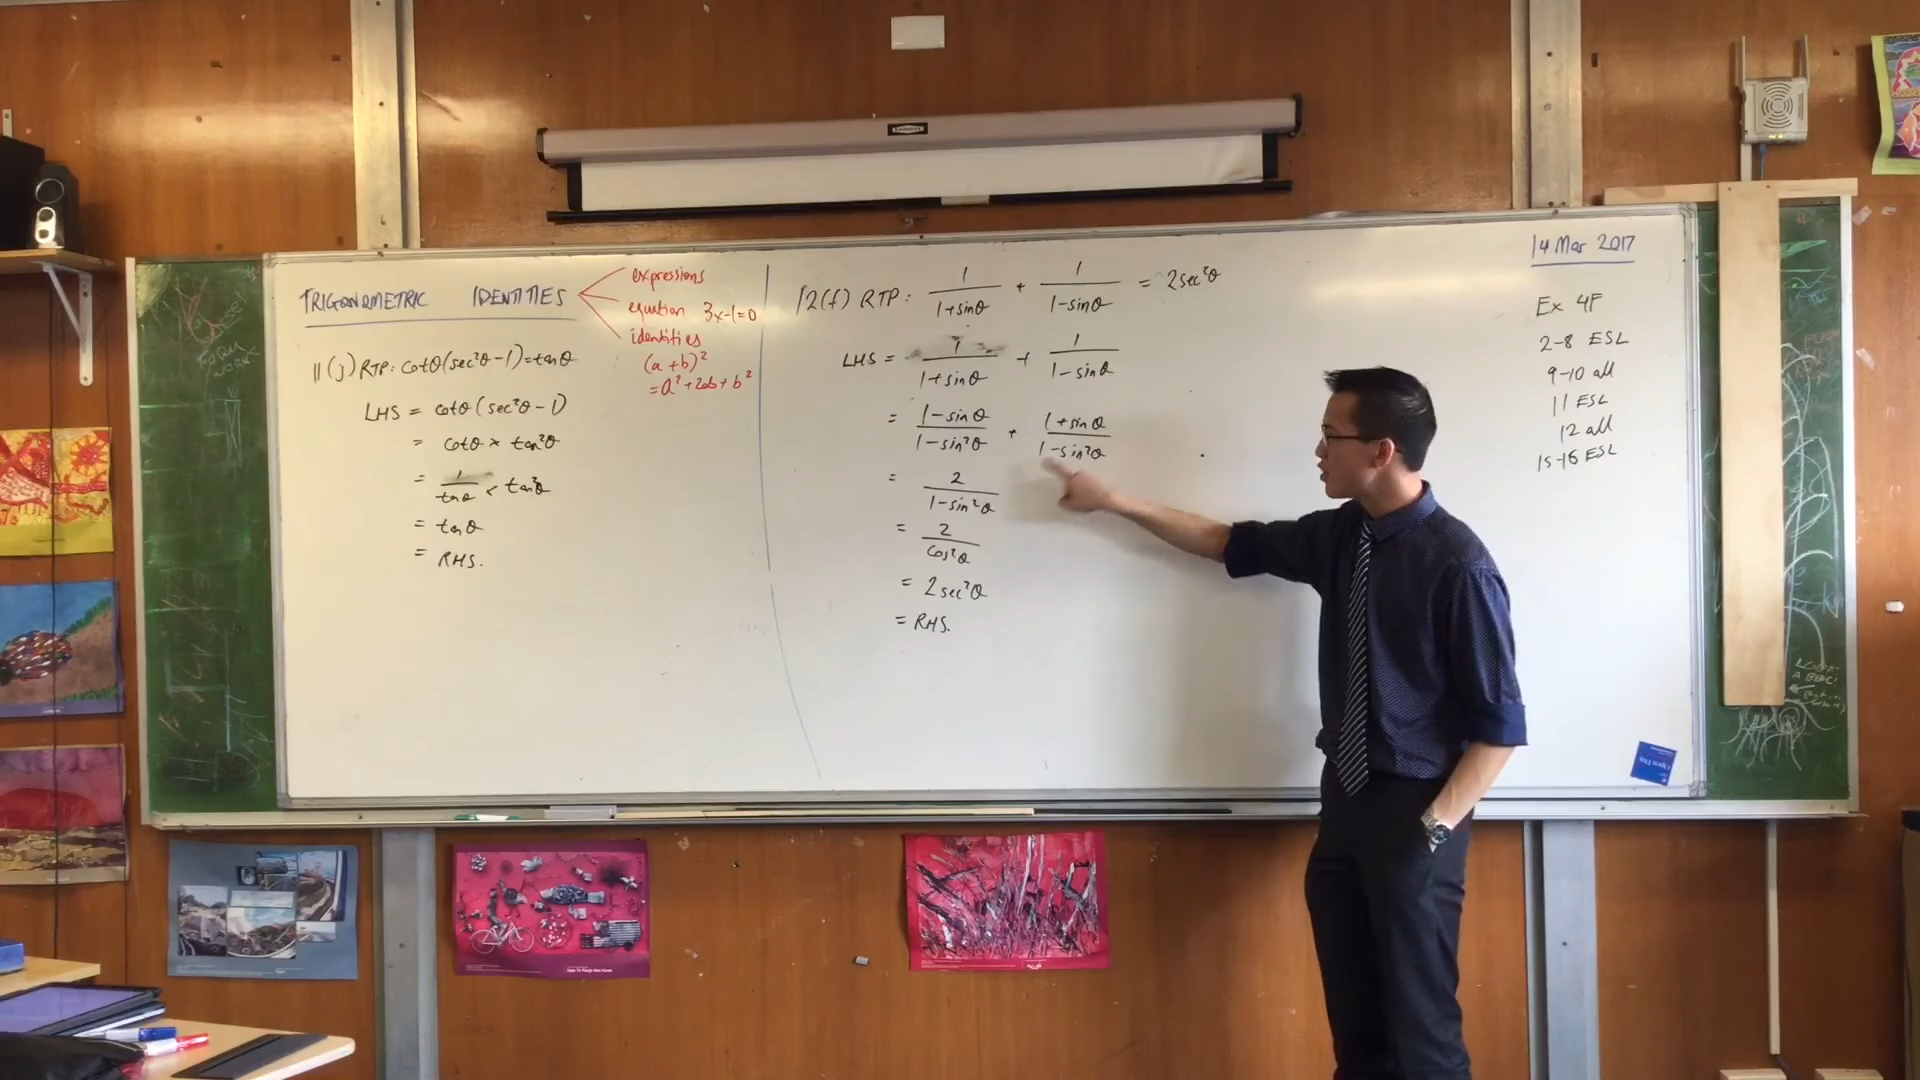 TRIGONOMETRIC IDENTITIES
expressions
equation 3x-1=0
identities
(a+b)²
=a²+2ab+b²
11(j) RTP: cotθ(sec²θ-1)=tanθ
LHS = cotθ(sec²θ-1)
= cotθ × tan²θ
= 1/tanθ × tan²θ
= tanθ
= RHS.
12(f) RTP: 1/(1+sinθ) + 1/(1-sinθ) = 2sec²θ
LHS = 1/(1+sinθ) + 1/(1-sinθ)
= (1-sinθ)/(1-sin²θ) + (1+sinθ)/(1-sin²θ)
= 2/(1-sin²θ)
= 2/cos²θ
= 2sec²θ
= RHS.
14 Mar 2017
Ex 4F
2-8 ESL
9-10 all
11 ESL
12 all
15-16 ESL
Open Day